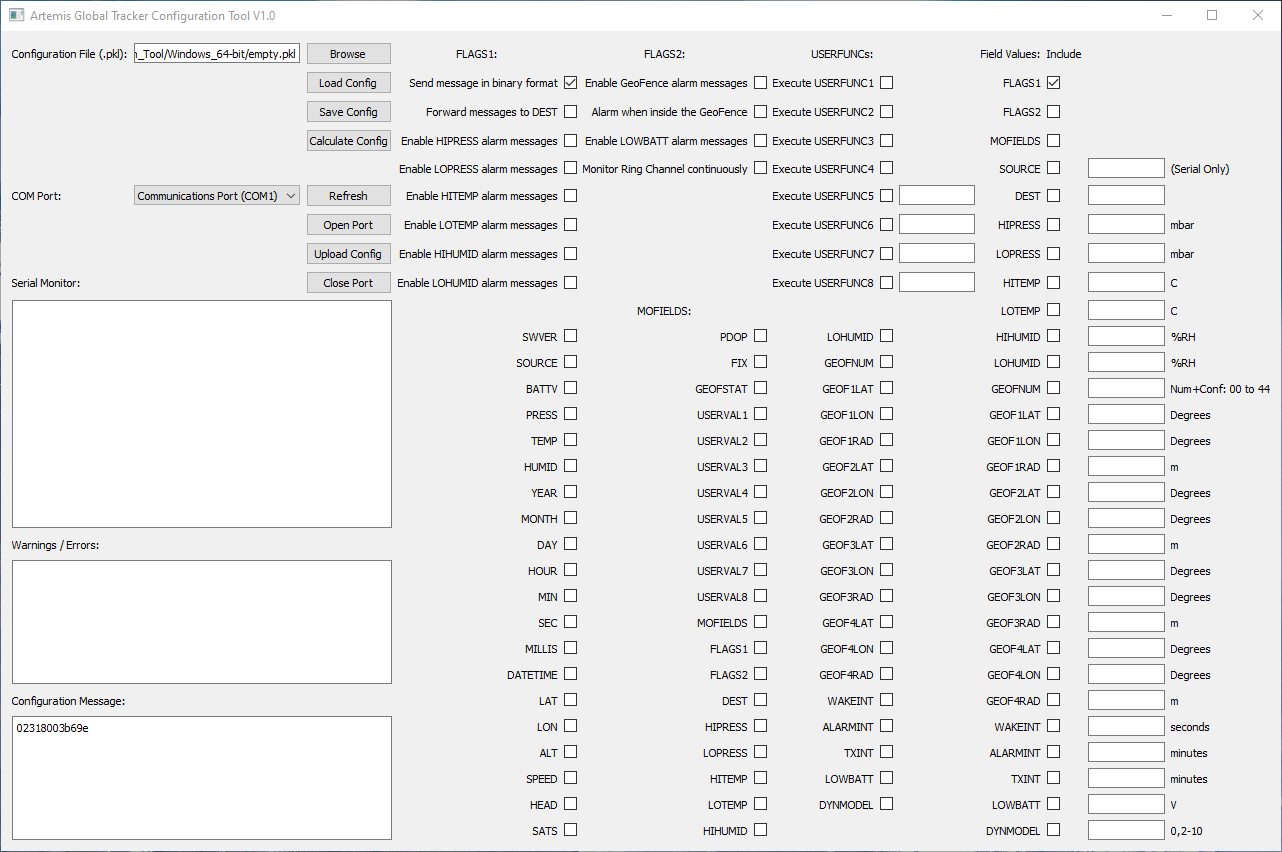 Artemis Global Tracker Configuration Tool V1.0
Configuration File (.pkl): n_Tool/Windows_64-bit/empty.pkl Browse FLAGS1: FLAGS2: USERFUNCs: Field Values: Include
Load Config Send message in binary format Enable GeoFence alarm messages Execute USERFUNC1 FLAGS1
Save Config Forward messages to DEST Alarm when inside the GeoFence Execute USERFUNC2 FLAGS2
Calculate Config Enable HIPRESS alarm messages Enable LOWBATT alarm messages Execute USERFUNC3 MOFIELDS
Enable LOPRESS alarm messages Monitor Ring Channel continuously Execute USERFUNC4 SOURCE (Serial Only)
COM Port: Communications Port (COM1) Refresh Enable HITEMP alarm messages Execute USERFUNC5 DEST
Open Port Enable LOTEMP alarm messages Execute USERFUNC6 HIPRESS mbar
Upload Config Enable HIHUMID alarm messages Execute USERFUNC7 LOPRESS mbar
Serial Monitor: Close Port Enable LOHUMID alarm messages Execute USERFUNC8 HITEMP C
MOFIELDS: LOTEMP C
SWVER PDOP LOHUMID HIHUMID %RH
SOURCE FIX GEOFNUM LOHUMID %RH
BATTV GEOFSTAT GEOF1LAT GEOFNUM Num+Conf: 00 to 44
PRESS USERVAL1 GEOF1LON GEOF1LAT Degrees
TEMP USERVAL2 GEOF1RAD GEOF1LON Degrees
HUMID USERVAL3 GEOF2LAT GEOF1RAD m
YEAR USERVAL4 GEOF2LON GEOF2LAT Degrees
MONTH USERVAL5 GEOF2RAD GEOF2LON Degrees
Warnings / Errors: DAY USERVAL6 GEOF3LAT GEOF2RAD m
HOUR USERVAL7 GEOF3LON GEOF3LAT Degrees
MIN USERVAL8 GEOF3RAD GEOF3LON Degrees
SEC MOFIELDS GEOF4LAT GEOF3RAD m
MILLIS FLAGS1 GEOF4LON GEOF4LAT Degrees
DATETIME FLAGS2 GEOF4RAD GEOF4LON Degrees
Configuration Message: LAT DEST WAKEINT GEOF4RAD m
02318003b69e LON HIPRESS ALARMINT WAKEINT seconds
ALT LOPRESS TXINT ALARMINT minutes
SPEED HITEMP LOWBATT TXINT minutes
HEAD LOTEMP DYNMODEL LOWBATT V
SATS HIHUMID DYNMODEL 0,2-10